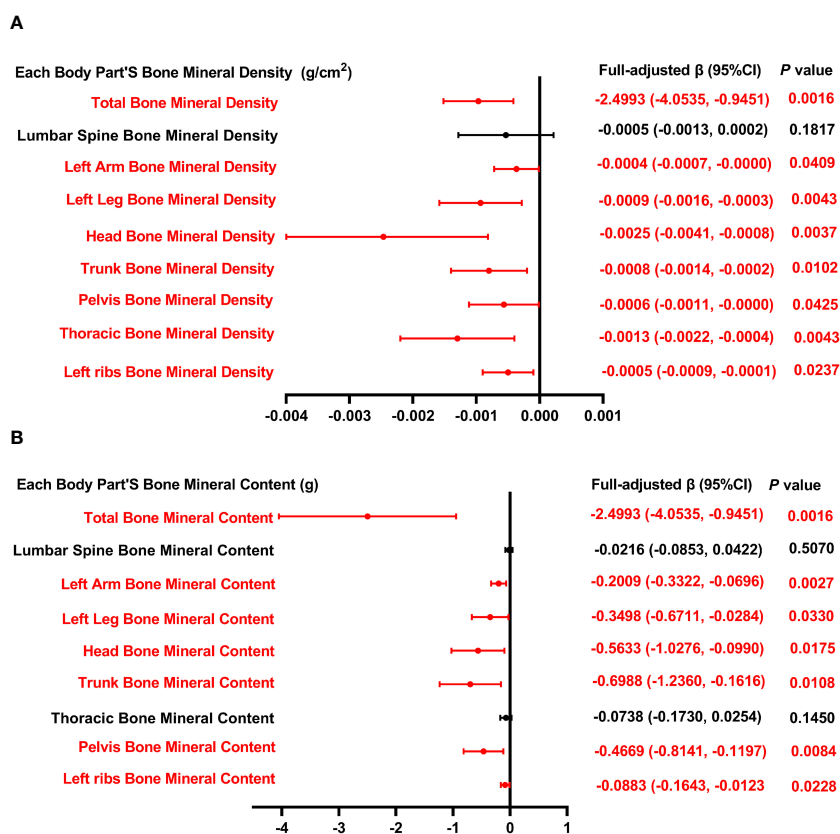 A
Each Body Part'S Bone Mineral Density (g/cm²) Full-adjusted β (95%CI) P value
Total Bone Mineral Density -2.4993 (-4.0535, -0.9451) 0.0016
Lumbar Spine Bone Mineral Density -0.0005 (-0.0013, 0.0002) 0.1817
Left Arm Bone Mineral Density -0.0004 (-0.0007, -0.0000) 0.0409
Left Leg Bone Mineral Density -0.0009 (-0.0016, -0.0003) 0.0043
Head Bone Mineral Density -0.0025 (-0.0041, -0.0008) 0.0037
Trunk Bone Mineral Density -0.0008 (-0.0014, -0.0002) 0.0102
Pelvis Bone Mineral Density -0.0006 (-0.0011, -0.0000) 0.0425
Thoracic Bone Mineral Density -0.0013 (-0.0022, -0.0004) 0.0043
Left ribs Bone Mineral Density -0.0005 (-0.0009, -0.0001) 0.0237
-0.004 -0.003 -0.002 -0.001 0.000 0.001
B
Each Body Part'S Bone Mineral Content (g) Full-adjusted β (95%CI) P value
Total Bone Mineral Content -2.4993 (-4.0535, -0.9451) 0.0016
Lumbar Spine Bone Mineral Content -0.0216 (-0.0853, 0.0422) 0.5070
Left Arm Bone Mineral Content -0.2009 (-0.3322, -0.0696) 0.0027
Left Leg Bone Mineral Content -0.3498 (-0.6711, -0.0284) 0.0330
Head Bone Mineral Content -0.5633 (-1.0276, -0.0990) 0.0175
Trunk Bone Mineral Content -0.6988 (-1.2360, -0.1616) 0.0108
Thoracic Bone Mineral Content -0.0738 (-0.1730, 0.0254) 0.1450
Pelvis Bone Mineral Content -0.4669 (-0.8141, -0.1197) 0.0084
Left ribs Bone Mineral Content -0.0883 (-0.1643, -0.0123 0.0228
-4 -3 -2 -1 0 1